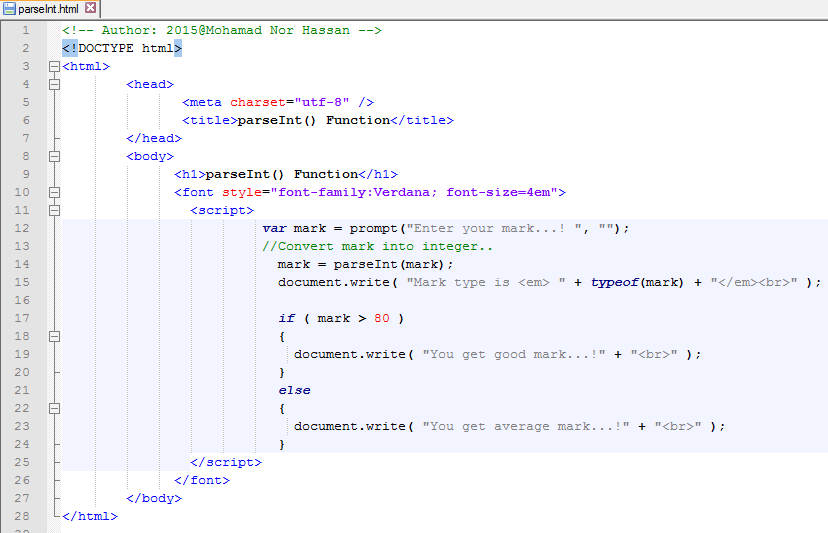 parseInt.html
1 <!-- Author: 2015@Mohamad Nor Hassan -->
2 <!DOCTYPE html>
3 <html>
4 <head>
5 <meta charset="utf-8" />
6 <title>parseInt() Function</title>
7 </head>
8 <body>
9 <h1>parseInt() Function</h1>
10 <font style="font-family:Verdana; font-size=4em">
11 <script>
12 var mark = prompt("Enter your mark...! ", "");
13 //Convert mark into integer..
14 mark = parseInt(mark);
15 document.write( "Mark type is <em> " + typeof(mark) + "</em><br>" );
16
17 if ( mark > 80 )
18 {
19 document.write( "You get good mark...!" + "<br>" );
20 }
21 else
22 {
23 document.write( "You get average mark...!" + "<br>" );
24 }
25 </script>
26 </font>
27 </body>
28 </html>